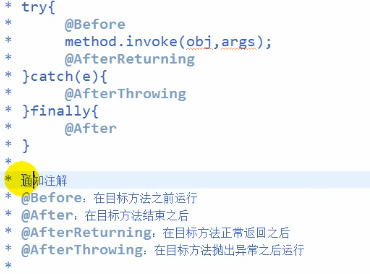 * try{
*     @Before
*     method.invoke(obj,args);
*     @AfterReturning
* }catch(e){
*     @AfterThrowing
* }finally{
*     @After
* }
*
* 通知注解
* @Before：在目标方法之前运行
* @After：在目标方法结束之后
* @AfterReturning：在目标方法正常返回之后
* @AfterThrowing：在目标方法抛出异常之后运行
*